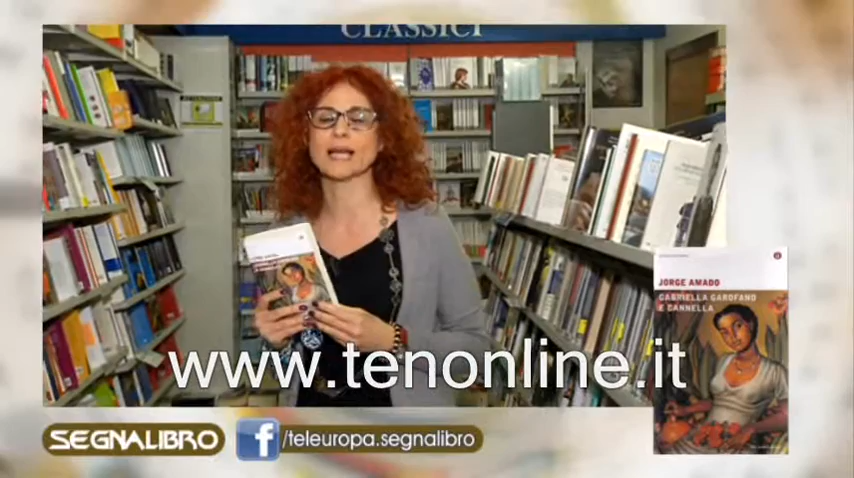 CLASSICI
JORGE AMADO
GABRIELLA GAROFANO
E CANNELLA
www.tenonline.it
SEGNALIBRO
f /teleuropa.segnalibro